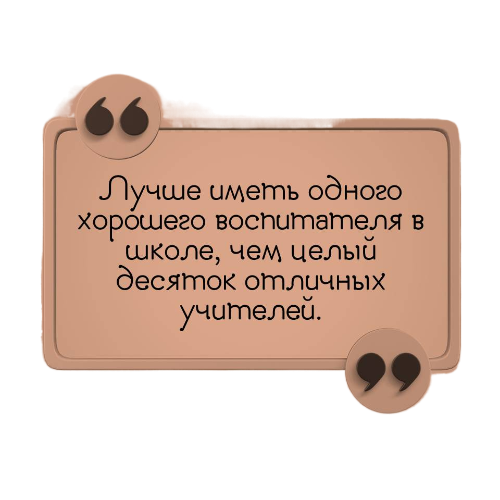 Лучше иметь одного
хорошего воспитателя в
школе, чем целый
десяток отличных
учителей.